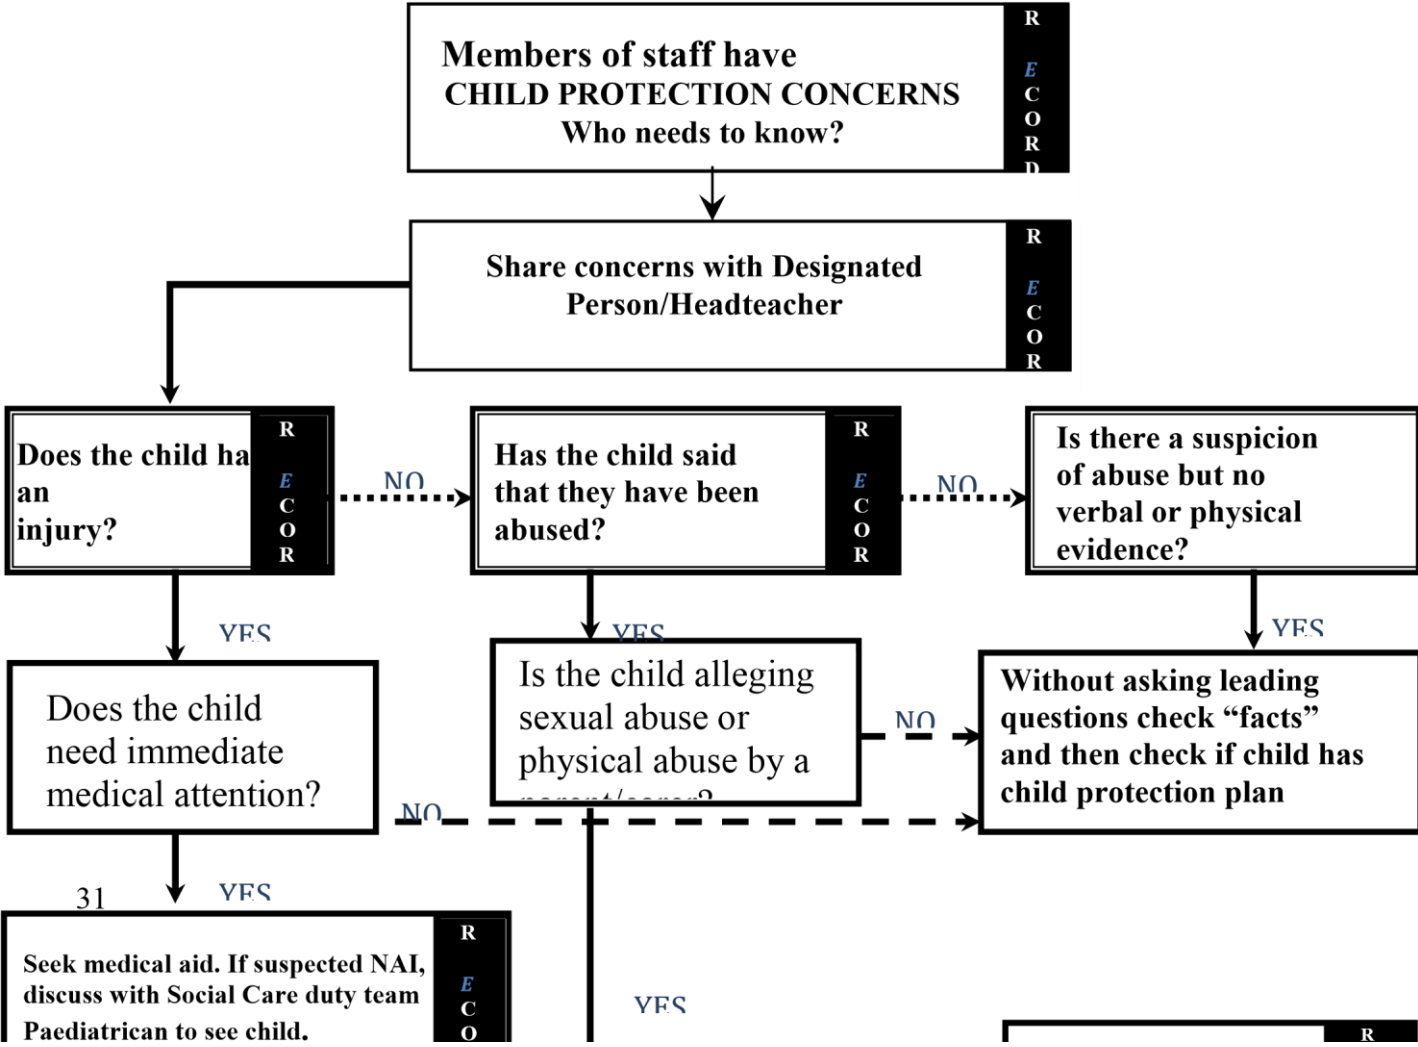 Members of staff have
CHILD PROTECTION CONCERNS
Who needs to know?
R
E
C
O
R
D
Share concerns with Designated
Person/Headteacher
R
E
C
O
R
Does the child ha
an
injury?
R
E
C
O
R
NO
Has the child said
that they have been
abused?
R
E
C
O
R
NO
Is there a suspicion
of abuse but no
verbal or physical
evidence?
YES
YES
YES
Does the child
need immediate
medical attention?
Is the child alleging
sexual abuse or
physical abuse by a
parent/carer?
NO
Without asking leading
questions check “facts”
and then check if child has
child protection plan
NO
31
YES
Seek medical aid. If suspected NAI,
discuss with Social Care duty team
Paediatrican to see child.
R
E
C
O
YES
R